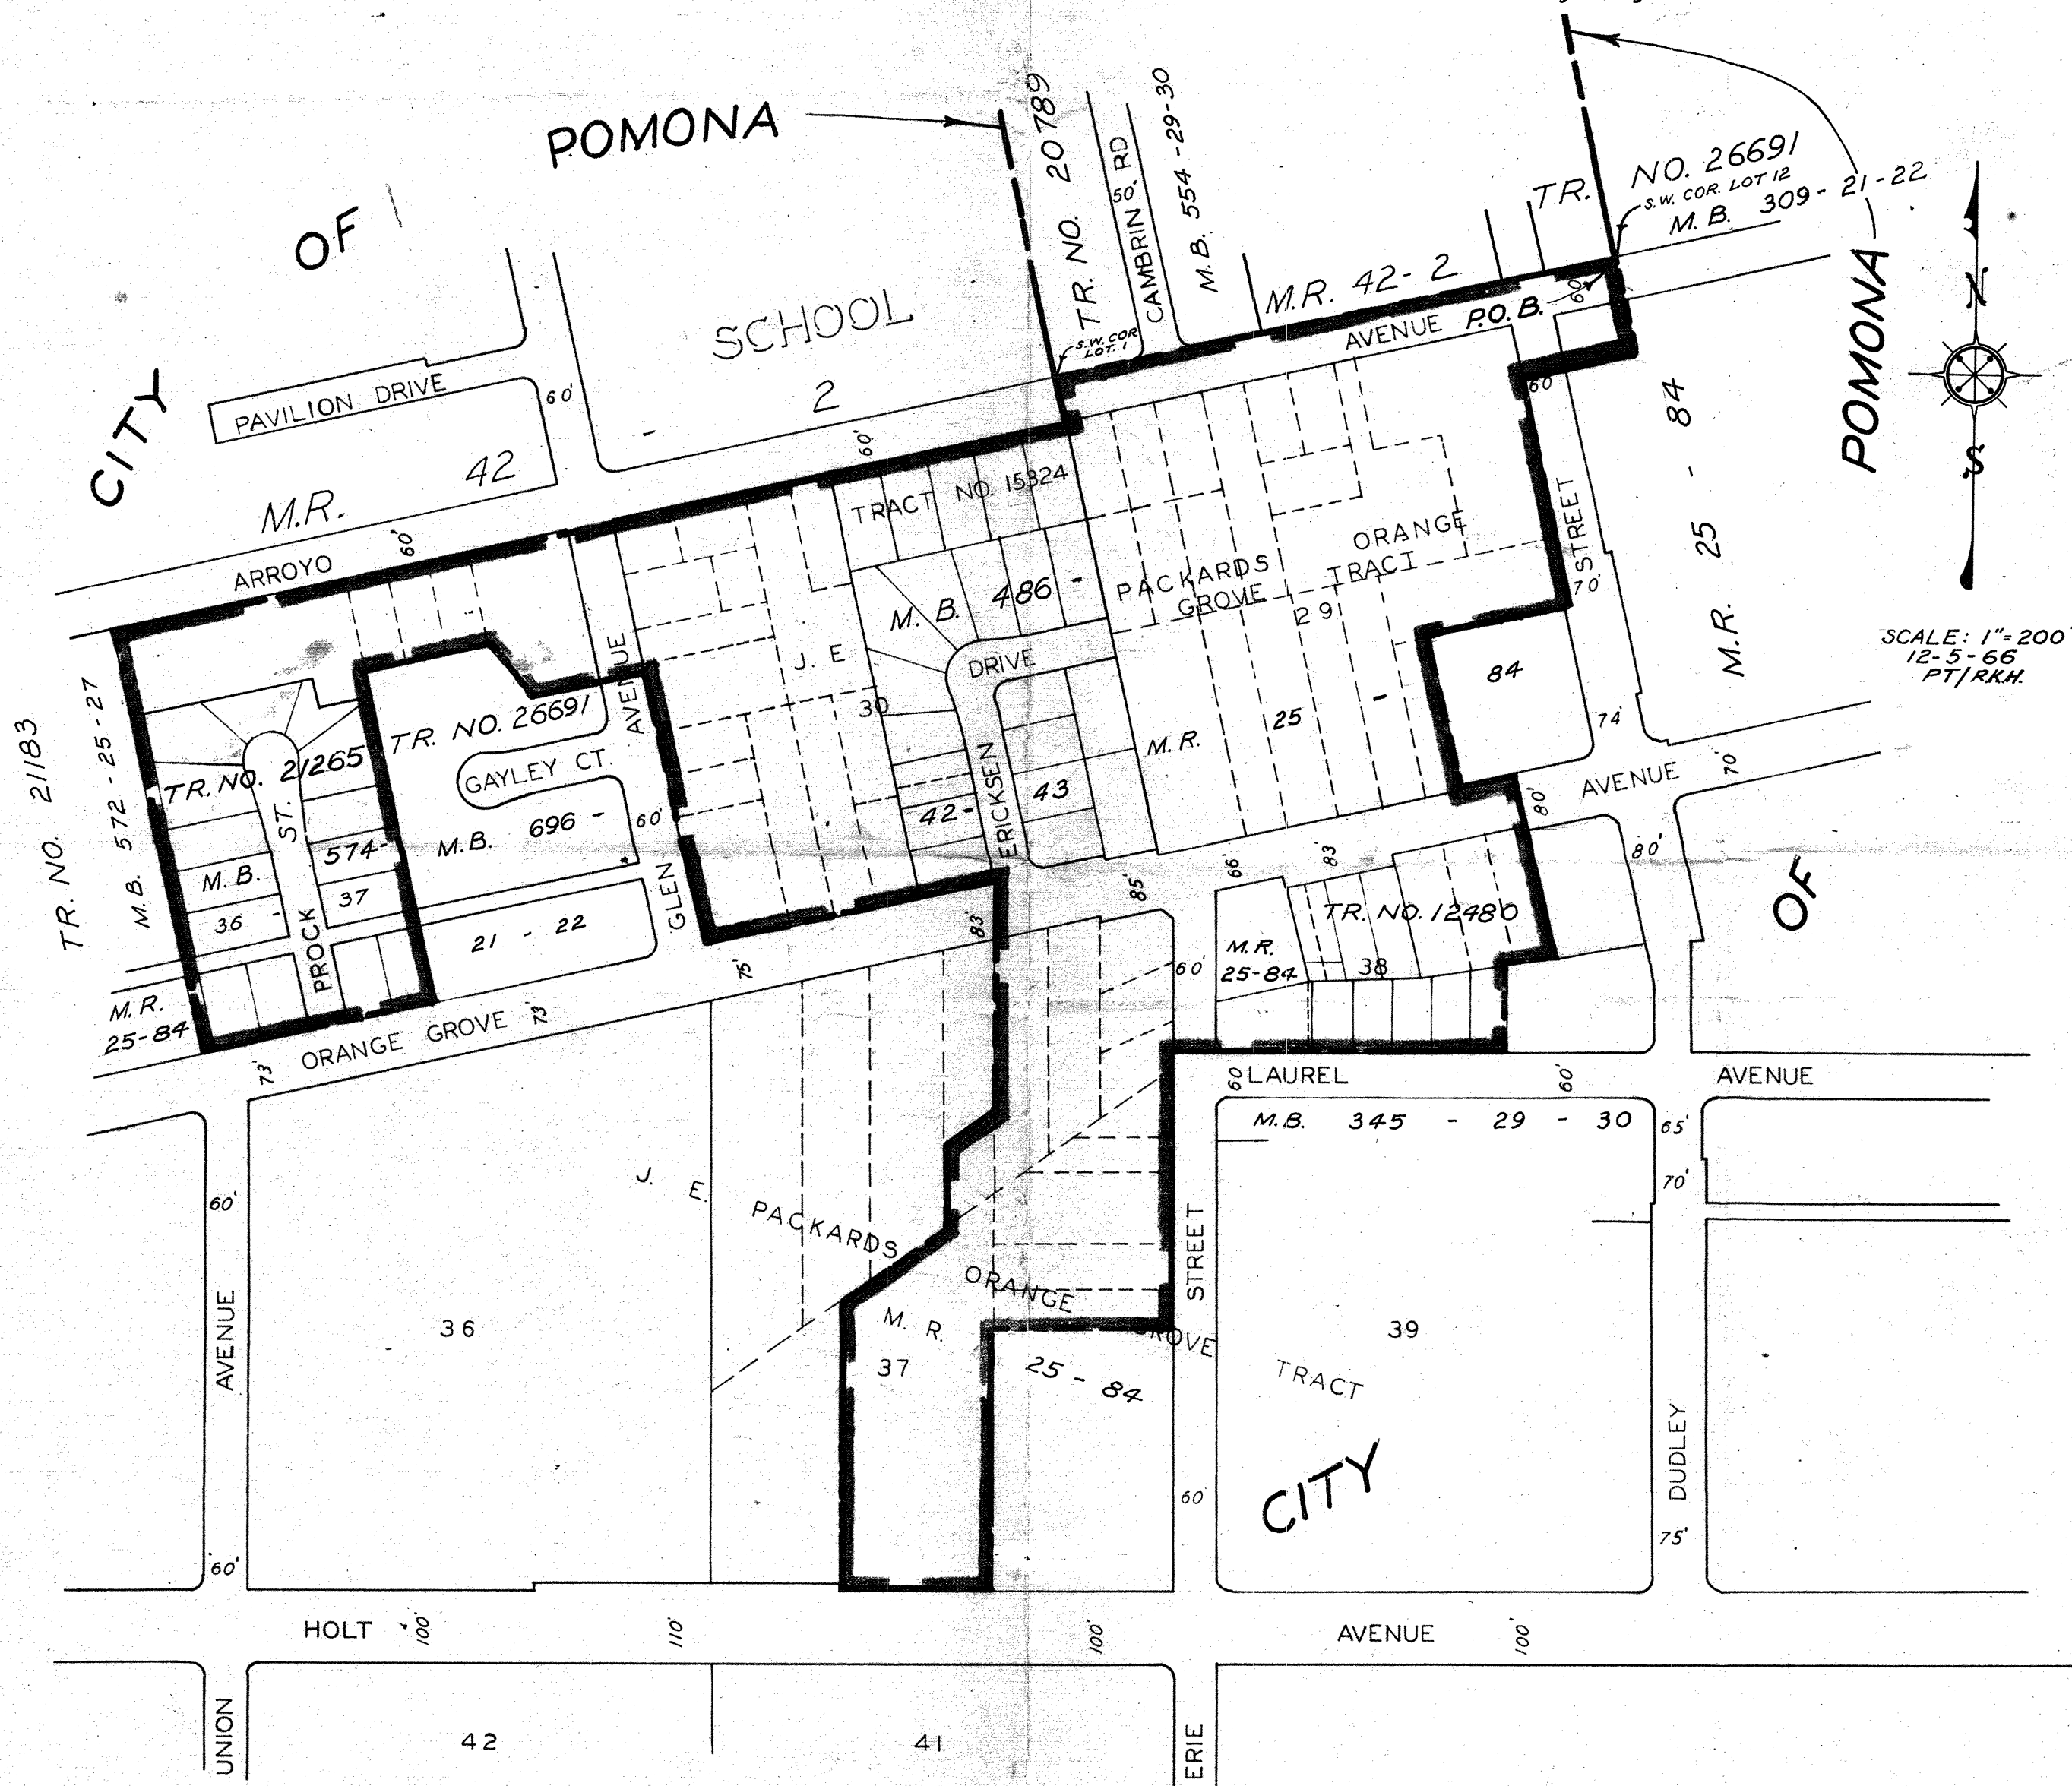 POMONA
OF
CITY
TR. NO. 20789
CAMBRIN RD
50'
M.B. 554-29-30
TR. NO. 26691
S.W. COR. LOT 12
M.B. 309-21-22
POMONA
N
S
SCALE: 1"=200'
12-5-66
PT/RKH.
SCHOOL
2
S.W. COR
LOT. 1
M.R. 42-2
AVENUE P.O.B.
60'
60'
PAVILION DRIVE
60'
M.R. 42
60'
60'
ARROYO
TRACT NO. 15324
M.B. 486 -
DRIVE
ERICKSEN
42-
43
PACKARDS
GROVE
ORANGE
TRACT
29
STREET
70'
M.R. 25 - 84
84
74'
M.R. 25 -
J. E
30
AVENUE
GLEN
TR. NO. 21183
M.B. 572-25-27
TR. NO. 21265
ST.
PROCK
M.B. 574-
36 - 37
TR. NO. 26691
GAYLEY CT.
M.B. 696 -
60'
21 - 22
M.R.
25-84
73'
ORANGE GROVE
73'
75'
83'
85'
66'
83'
80'
AVENUE
70'
80'
OF
TR. NO. 12480
M.R.
25-84
38
60'
60'
LAUREL
60'
AVENUE
M.B. 345 - 29 - 30
65'
70'
60'
AVENUE
60'
36
J. E. PACKARDS
ORANGE
GROVE
TRACT
M. R.
37
25 - 84
STREET
39
CITY
60'
DUDLEY
75'
HOLT
100'
110'
100'
AVENUE
100'
UNION
42
41
ERIE